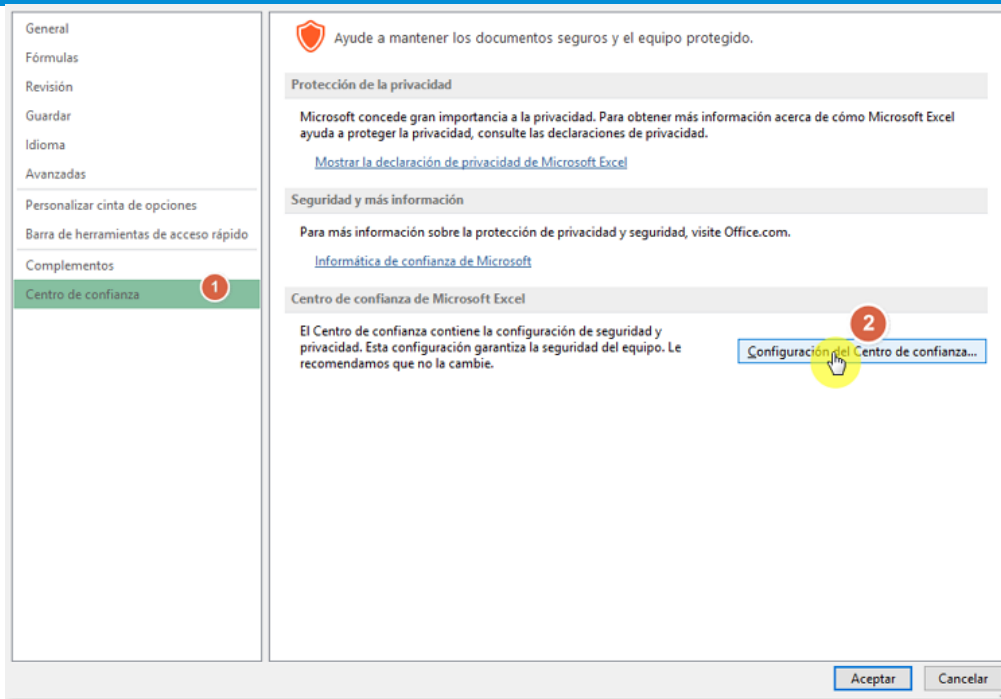 General
Fórmulas
Revisión
Guardar
Idioma
Avanzadas
Personalizar cinta de opciones
Barra de herramientas de acceso rápido
Complementos
Centro de confianza
1
Ayude a mantener los documentos seguros y el equipo protegido.
Protección de la privacidad
Microsoft concede gran importancia a la privacidad. Para obtener más información acerca de cómo Microsoft Excel
ayuda a proteger la privacidad, consulte las declaraciones de privacidad.
Mostrar la declaración de privacidad de Microsoft Excel
Seguridad y más información
Para más información sobre la protección de privacidad y seguridad, visite Office.com.
Informática de confianza de Microsoft
Centro de confianza de Microsoft Excel
El Centro de confianza contiene la configuración de seguridad y
privacidad. Esta configuración garantiza la seguridad del equipo. Le
recomendamos que no la cambie.
2
Configuración del Centro de confianza...
Aceptar
Cancelar